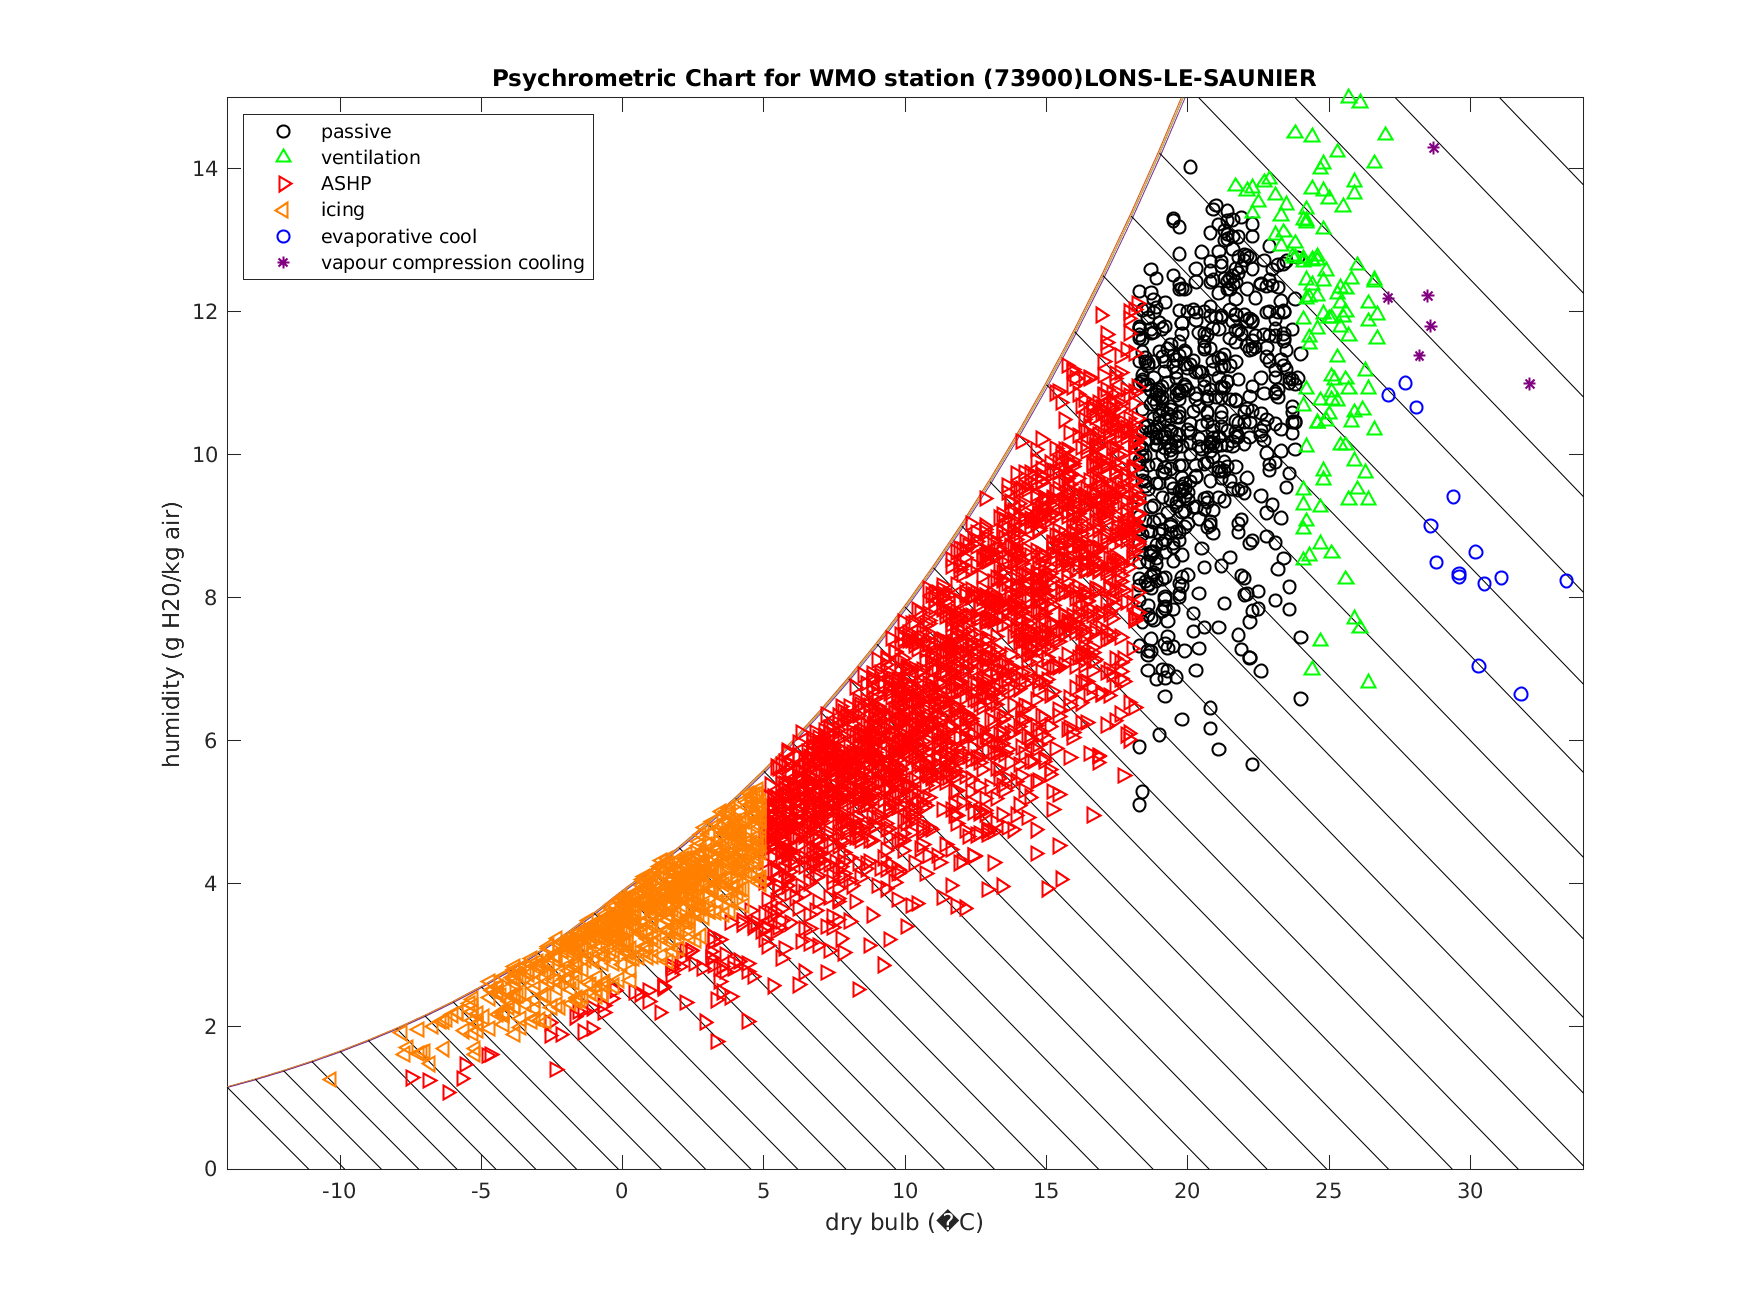 Psychrometric Chart for WMO station (73900)LONS-LE-SAUNIER
passive
ventilation
ASHP
icing
evaporative cool
vapour compression cooling
humidity (g H20/kg air)
14
12
10
8
6
4
2
0
-10 -5 0 5 10 15 20 25 30
dry bulb (�C)